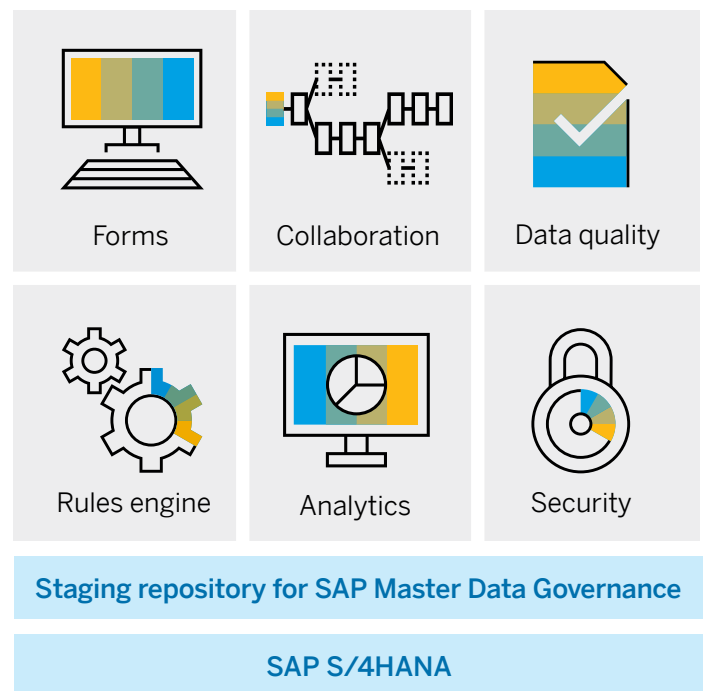 Forms
Collaboration
Data quality
Rules engine
Analytics
Security
Staging repository for SAP Master Data Governance
SAP S/4HANA